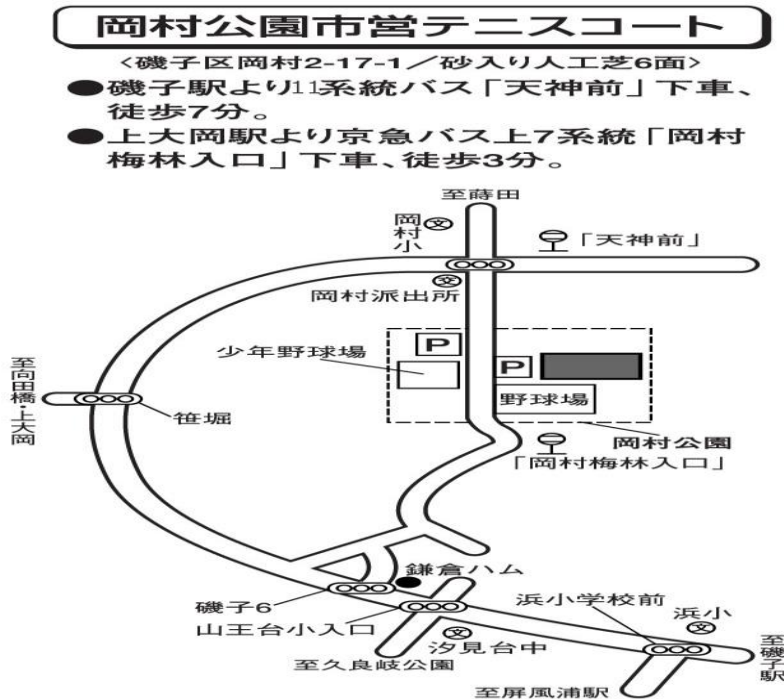 岡村公園市営テニスコート
<磯子区岡村2-17-1/砂入り人工芝6面>
●磯子駅より11系統バス「天神前」下車、
徒歩7分。
●上大岡駅より京急バス上7系統「岡村
梅林入口」下車、徒歩3分。
至蒔田
岡村小
文
「天神前」
交
岡村派出所
少年野球場
P
P
至向田橋・上大岡
笹堀
野球場
岡村公園
「岡村梅林入口」
鎌倉ハム
磯子6
浜小学校前
浜小
山王台小入口
文
文
汐見台中
至磯子駅
至久良岐公園
至屏風浦駅